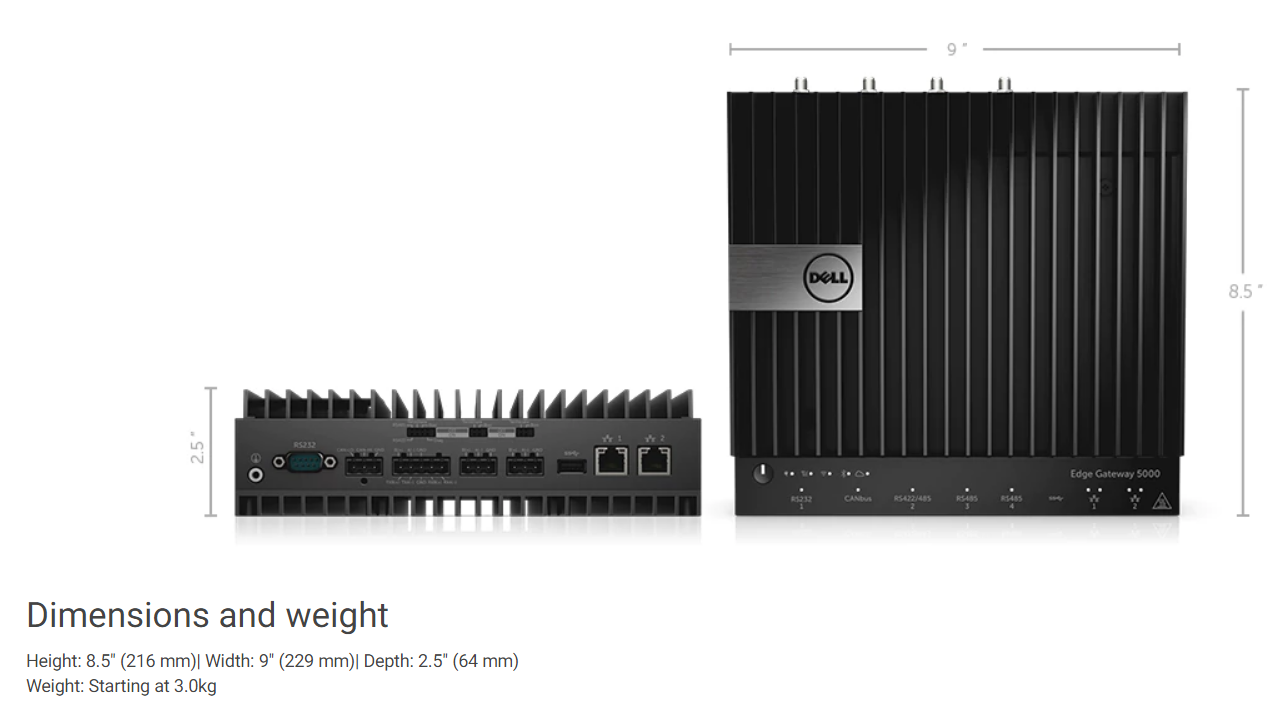 9 "
DELL
8.5 "
2.5 "
RS232
1
2
Edge Gateway 5000
RS232 CANbus RS422/485 RS485 RS485
1 2 3 4 1 2
Dimensions and weight
Height: 8.5" (216 mm)| Width: 9" (229 mm)| Depth: 2.5" (64 mm)
Weight: Starting at 3.0kg